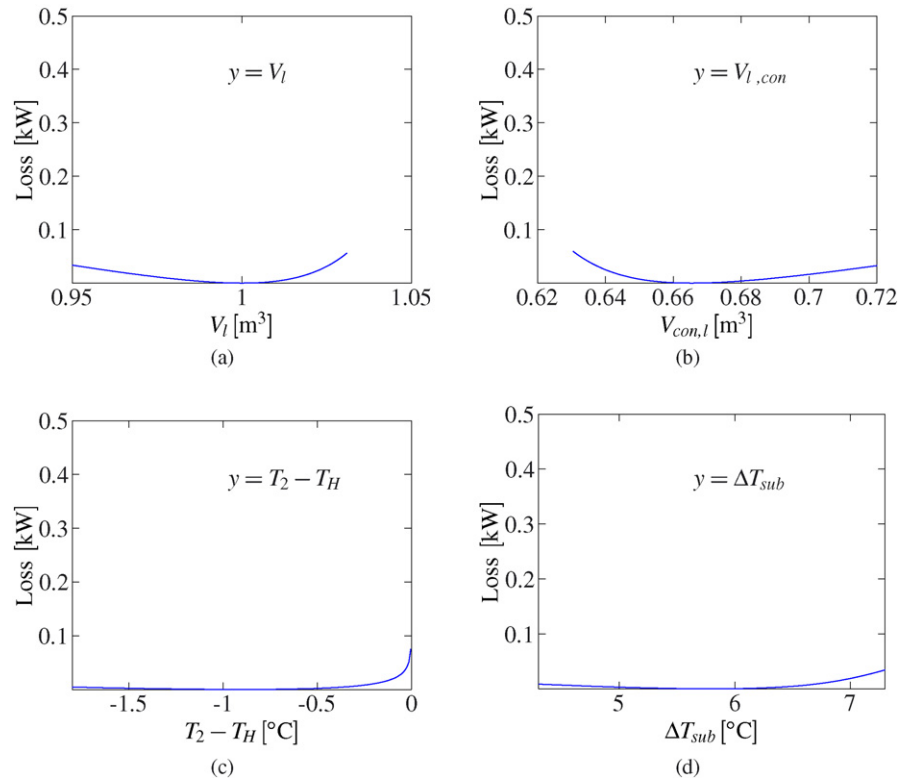 0.5
0.4
0.3
0.2
0.1
Loss [kW]
y = V_l
0.95
1
1.05
V_l [m³]
(a)
0.5
0.4
0.3
0.2
0.1
Loss [kW]
y = V_l ,con
0.62
0.64
0.66
0.68
0.7
0.72
V_con,l [m³]
(b)
0.5
0.4
0.3
0.2
0.1
Loss [kW]
y = T₂ − T_H
-1.5
-1
-0.5
0
T₂ − T_H [°C]
(c)
0.5
0.4
0.3
0.2
0.1
Loss [kW]
y = ΔT_sub
5
6
7
ΔT_sub [°C]
(d)